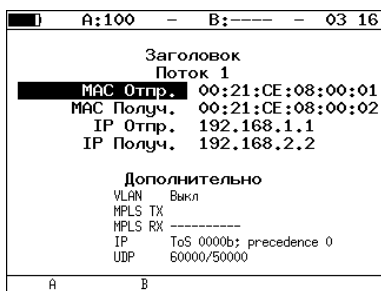 A:100 – B:---- – 03 16
Заголовок
Поток 1
MAC Отпр. 00:21:CE:08:00:01
MAC Получ. 00:21:CE:08:00:02
IP Отпр. 192.168.1.1
IP Получ. 192.168.2.2
Дополнительно
VLAN Выкл
MPLS TX
MPLS RX ----------
IP ToS 0000b; precedence 0
UDP 60000/50000
A B